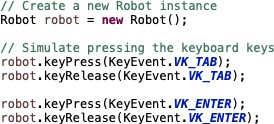 // Create a new Robot instance
Robot robot = new Robot();
// Simulate pressing the keyboard keys
robot.keyPress(KeyEvent.VK_TAB);
robot.keyRelease(KeyEvent.VK_TAB);
robot.keyPress(KeyEvent.VK_ENTER);
robot.keyRelease(KeyEvent.VK_ENTER);